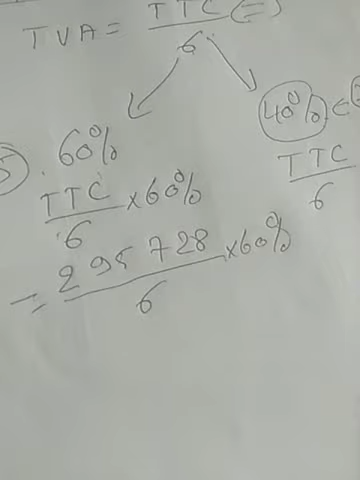 TVA = TTC (=)
6
60%
40% =
TTC × 60%
6
TTC
6
= 295 728 × 60%
6